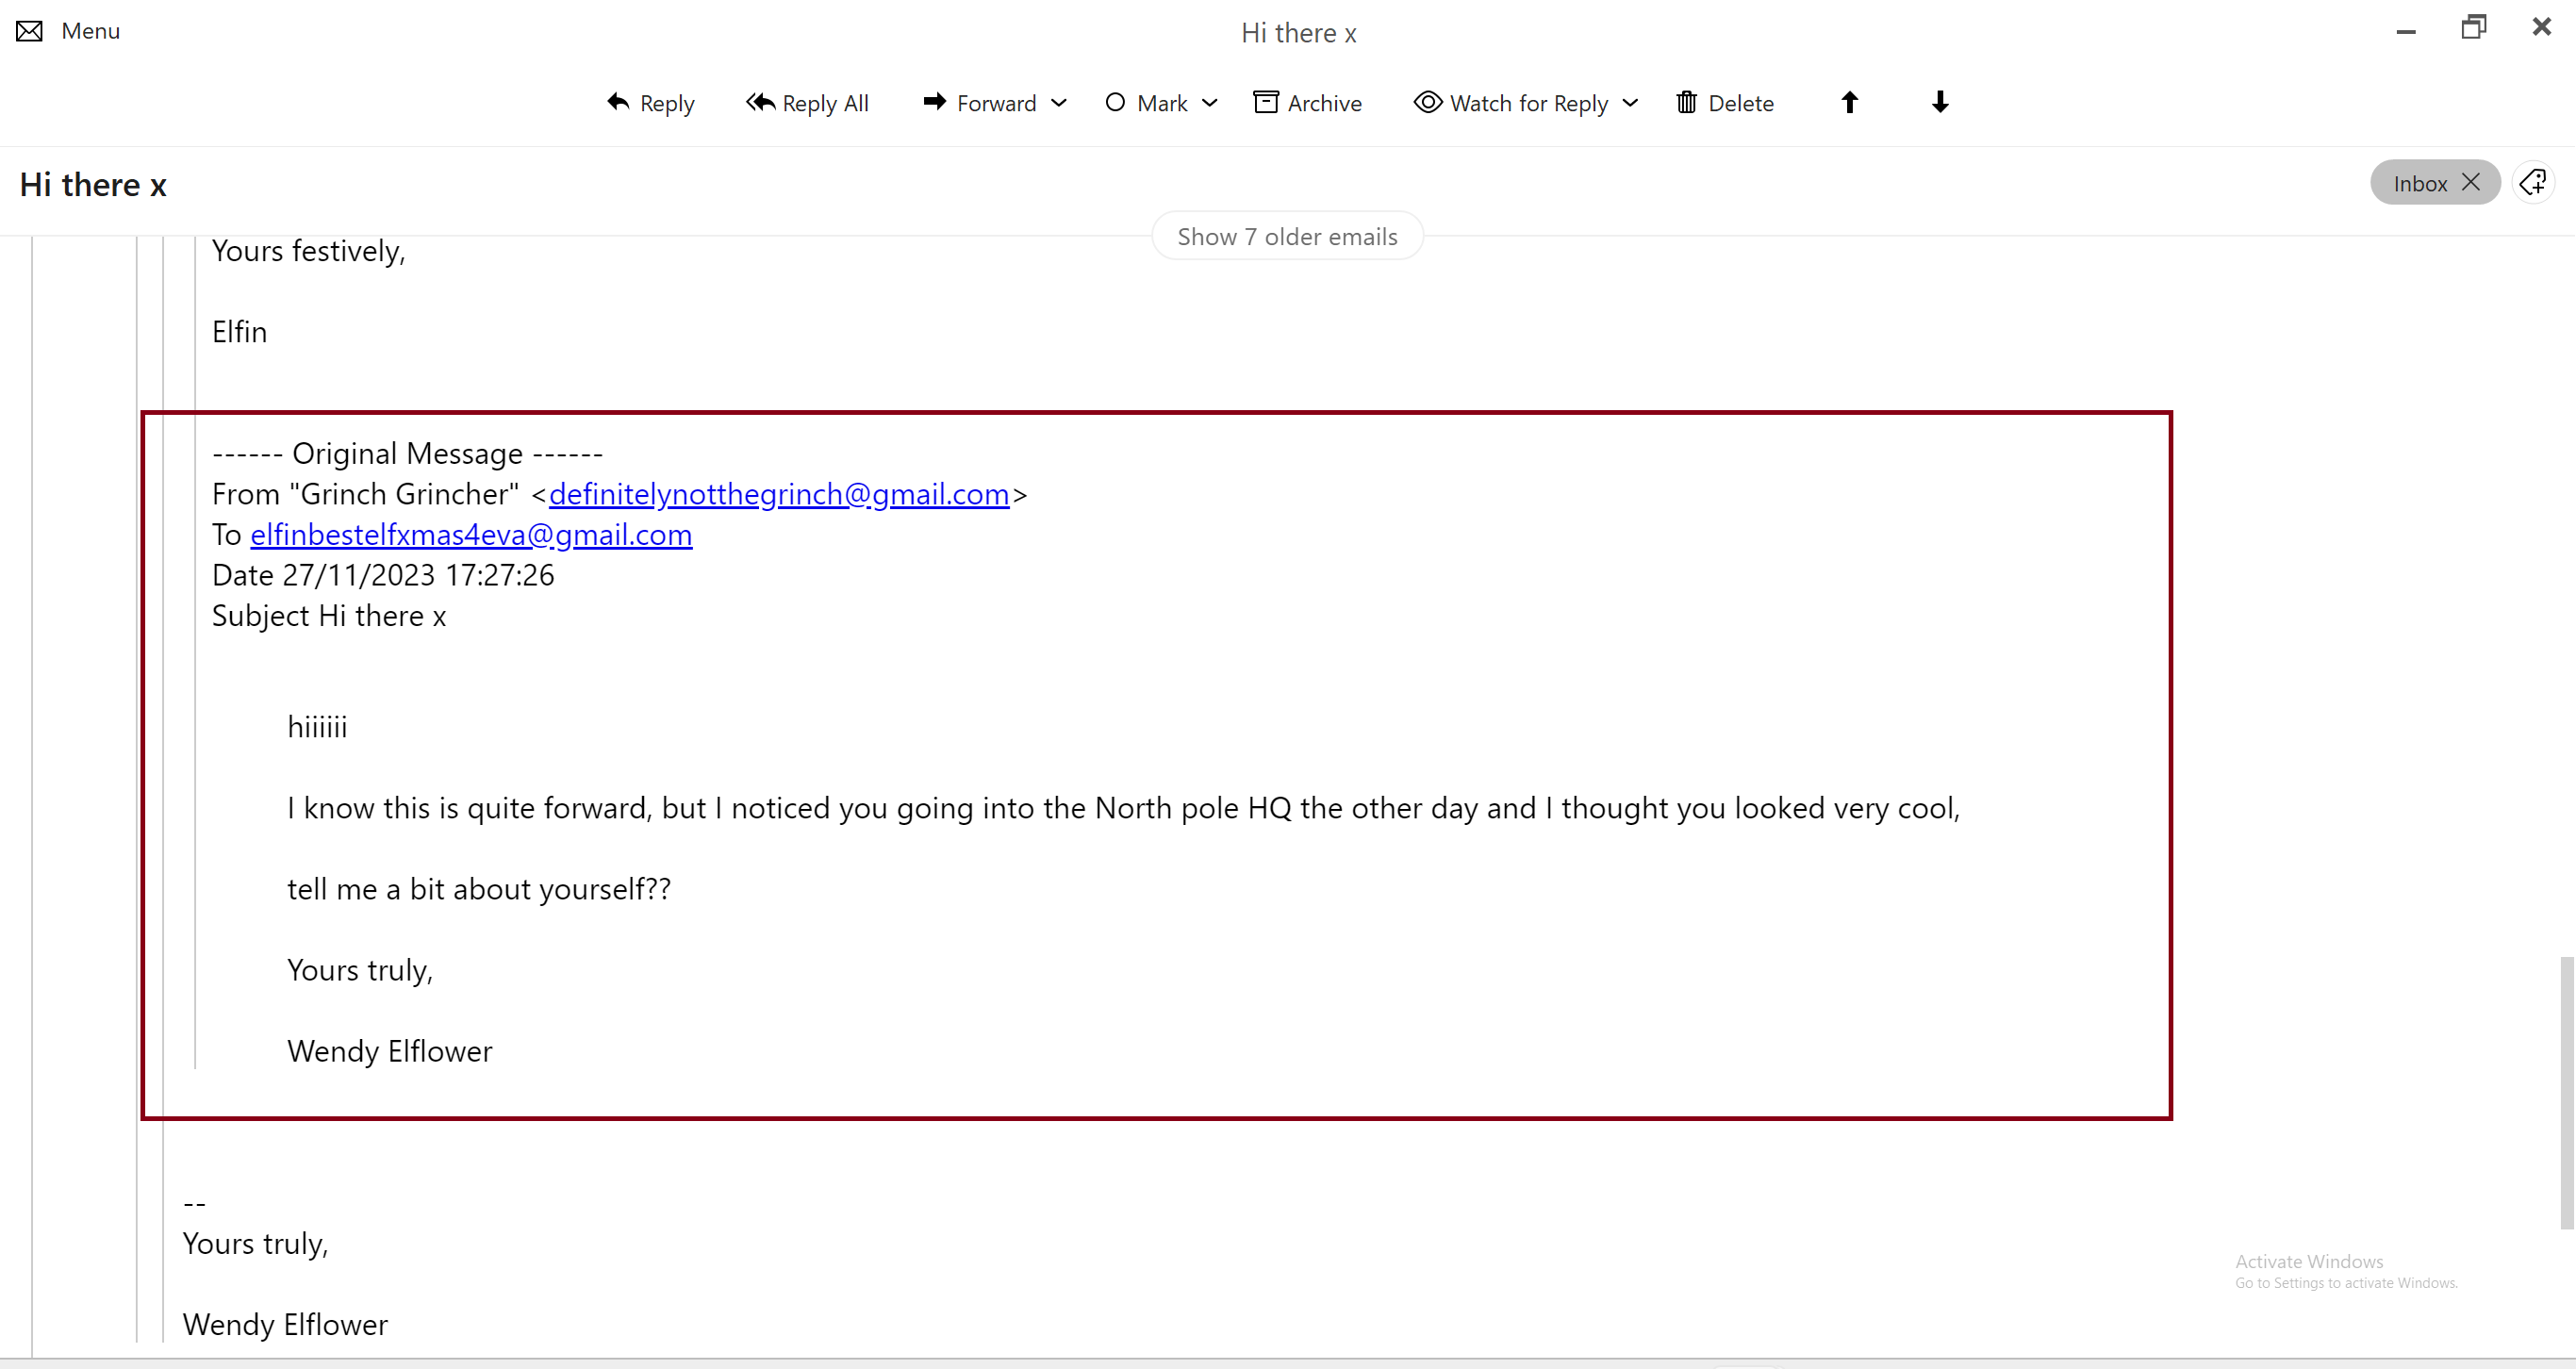 Menu
Hi there x
Reply Reply All Forward Mark Archive Watch for Reply Delete
Hi there x
Inbox
Show 7 older emails
Yours festively,
Elfin
------ Original Message ------
From "Grinch Grincher" <definitelynotthegrinch@gmail.com>
To elfinbestelfxmas4eva@gmail.com
Date 27/11/2023 17:27:26
Subject Hi there x
hiiiiii
I know this is quite forward, but I noticed you going into the North pole HQ the other day and I thought you looked very cool,
tell me a bit about yourself??
Yours truly,
Wendy Elflower
--
Yours truly,
Wendy Elflower
Activate Windows
Go to Settings to activate Windows.